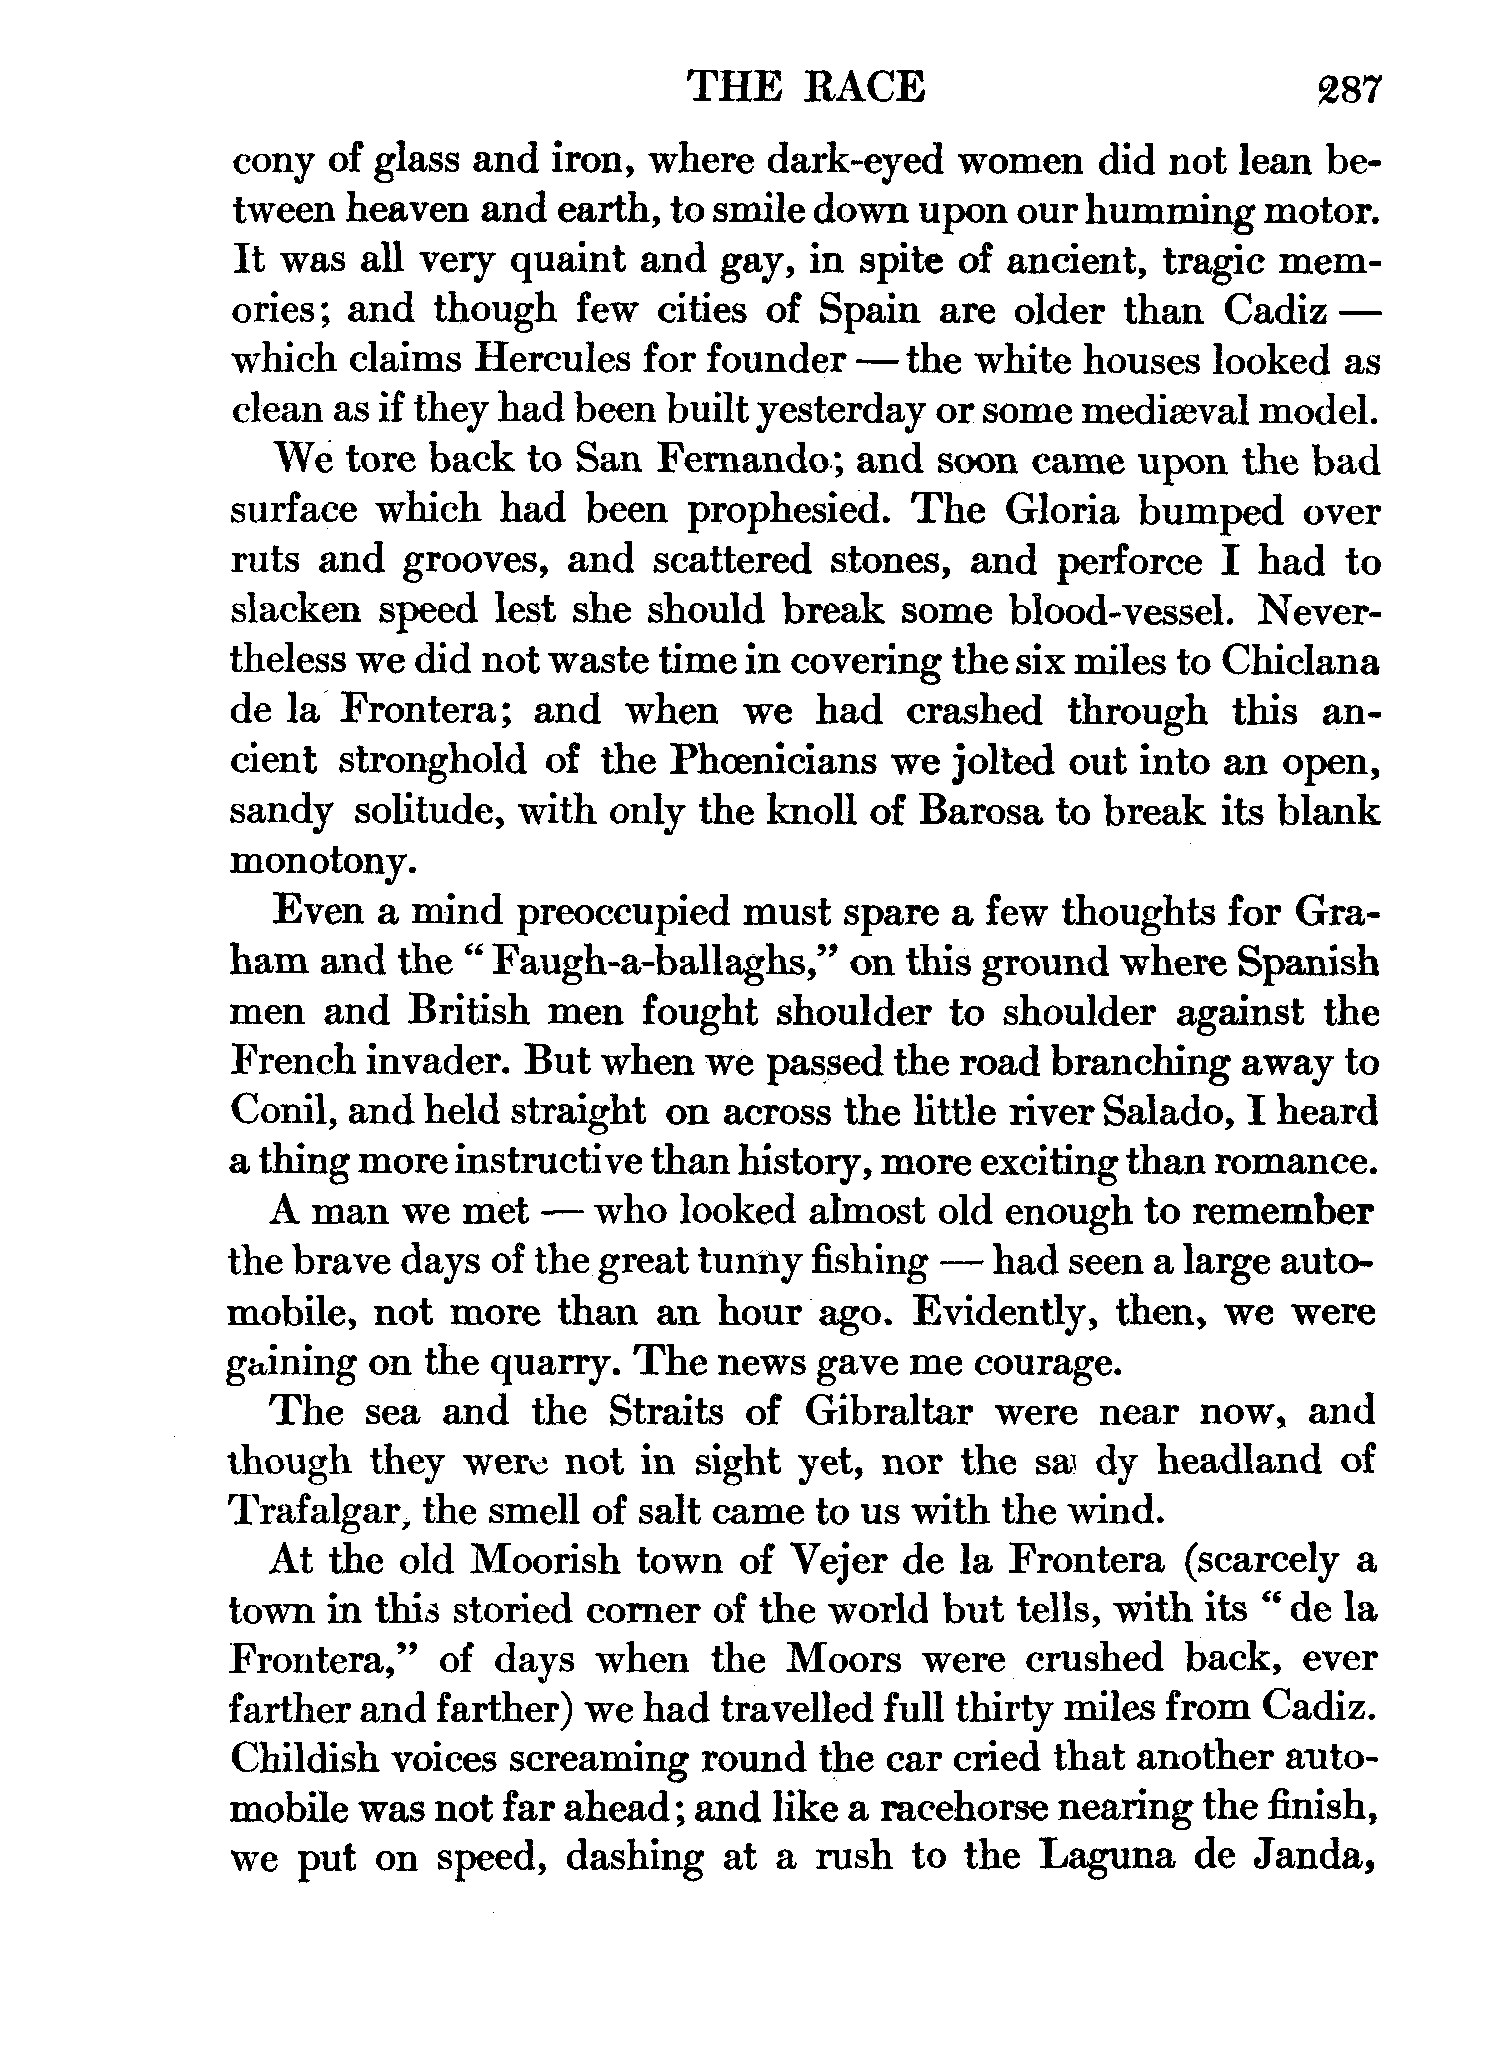 THE RACE 287
cony of glass and iron, where dark-eyed women did not lean be-
tween heaven and earth, to smile down upon our humming motor.
It was all very quaint and gay, in spite of ancient, tragic mem-
ories; and though few cities of Spain are older than Cadiz —
which claims Hercules for founder — the white houses looked as
clean as if they had been built yesterday or some mediæval model.
We tore back to San Fernando; and soon came upon the bad
surface which had been prophesied. The Gloria bumped over
ruts and grooves, and scattered stones, and perforce I had to
slacken speed lest she should break some blood-vessel. Never-
theless we did not waste time in covering the six miles to Chiclana
de la Frontera; and when we had crashed through this an-
cient stronghold of the Phœnicians we jolted out into an open,
sandy solitude, with only the knoll of Barosa to break its blank
monotony.
Even a mind preoccupied must spare a few thoughts for Gra-
ham and the "Faugh-a-ballaghs," on this ground where Spanish
men and British men fought shoulder to shoulder against the
French invader. But when we passed the road branching away to
Conil, and held straight on across the little river Salado, I heard
a thing more instructive than history, more exciting than romance.
A man we met — who looked almost old enough to remember
the brave days of the great tunny fishing — had seen a large auto-
mobile, not more than an hour ago. Evidently, then, we were
gaining on the quarry. The news gave me courage.
The sea and the Straits of Gibraltar were near now, and
though they were not in sight yet, nor the sandy headland of
Trafalgar, the smell of salt came to us with the wind.
At the old Moorish town of Vejer de la Frontera (scarcely a
town in this storied corner of the world but tells, with its "de la
Frontera," of days when the Moors were crushed back, ever
farther and farther) we had travelled full thirty miles from Cadiz.
Childish voices screaming round the car cried that another auto-
mobile was not far ahead; and like a racehorse nearing the finish,
we put on speed, dashing at a rush to the Laguna de Janda,